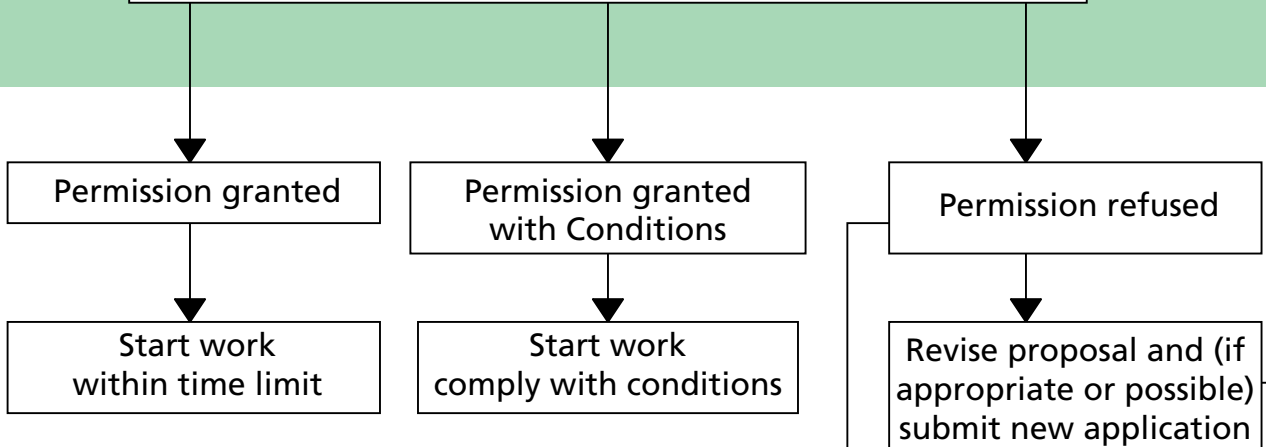 Permission granted
Permission granted
with Conditions
Permission refused
Start work
within time limit
Start work
comply with conditions
Revise proposal and (if
appropriate or possible)
submit new application